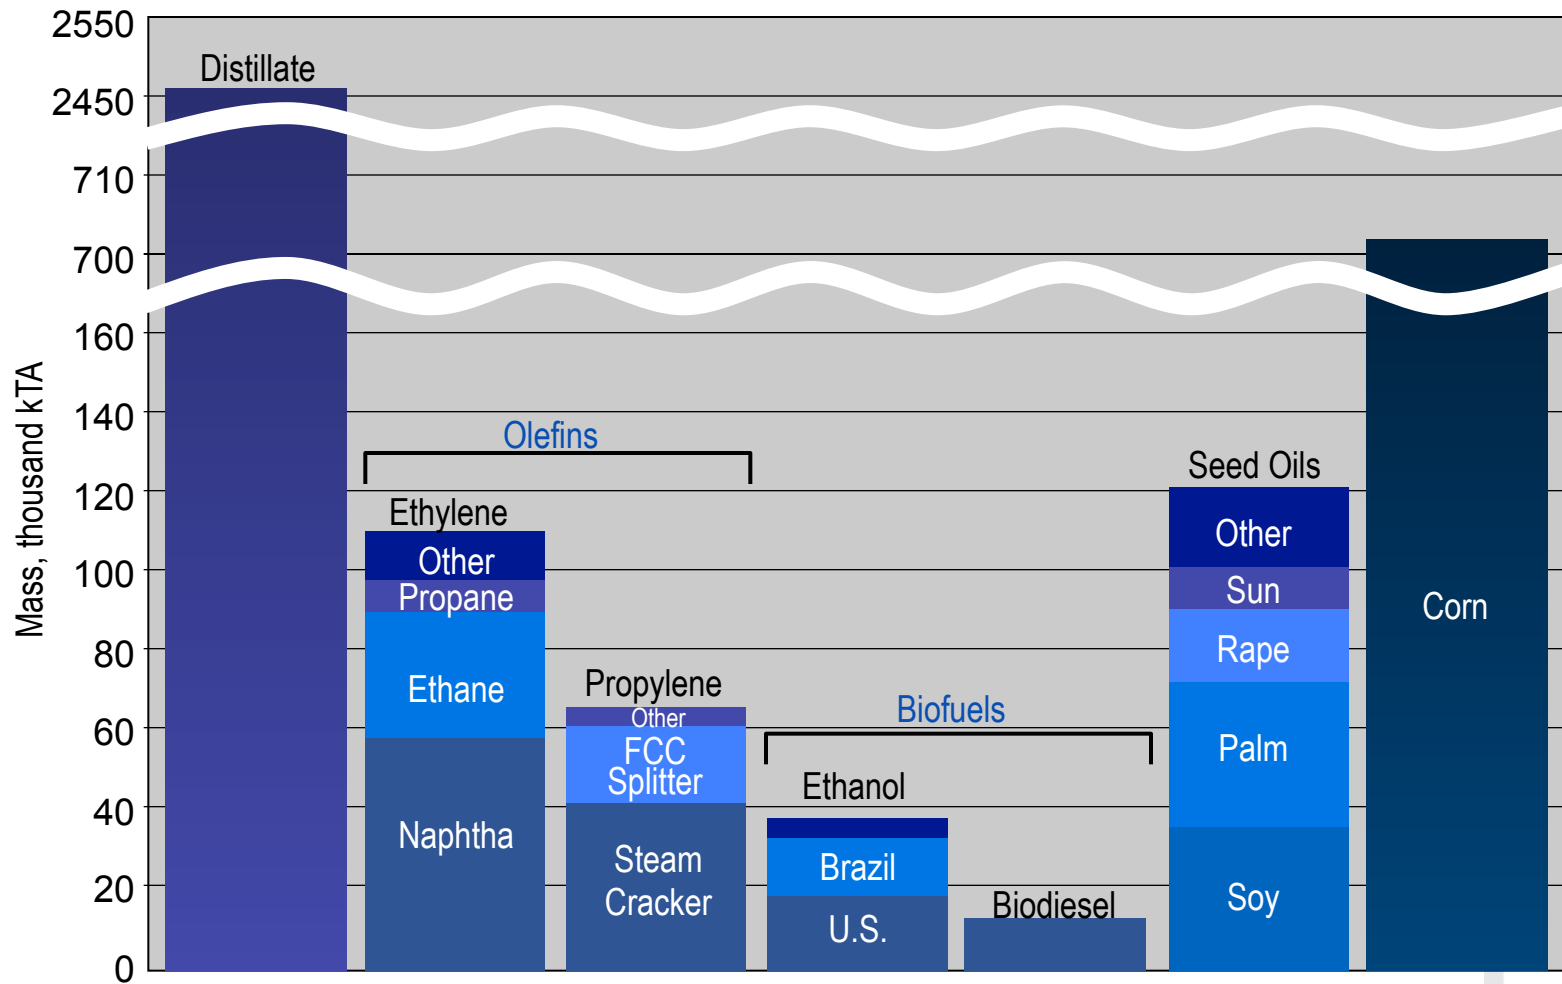 2550
2450
710
700
160
140
120
100
80
60
40
20
0
Mass, thousand kTA
Distillate
Olefins
Ethylene
Other
Propane
Ethane
Naphtha
Propylene
Other
FCC
Splitter
Steam
Cracker
Biofuels
Ethanol
Brazil
U.S.
Biodiesel
Seed Oils
Other
Sun
Rape
Palm
Soy
Corn